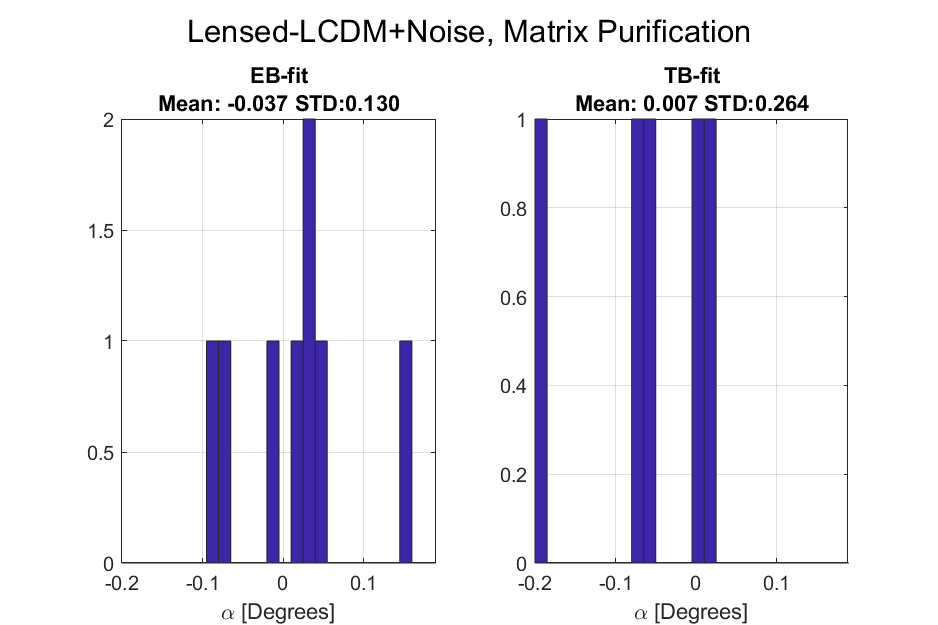 Lensed-LCDM+Noise, Matrix Purification
EB-fit
Mean: -0.037 STD:0.130
2
1.5
1
0.5
0
-0.2
-0.1
0
0.1
α [Degrees]
TB-fit
Mean: 0.007 STD:0.264
1
0.8
0.6
0.4
0.2
0
-0.2
-0.1
0
0.1
α [Degrees]